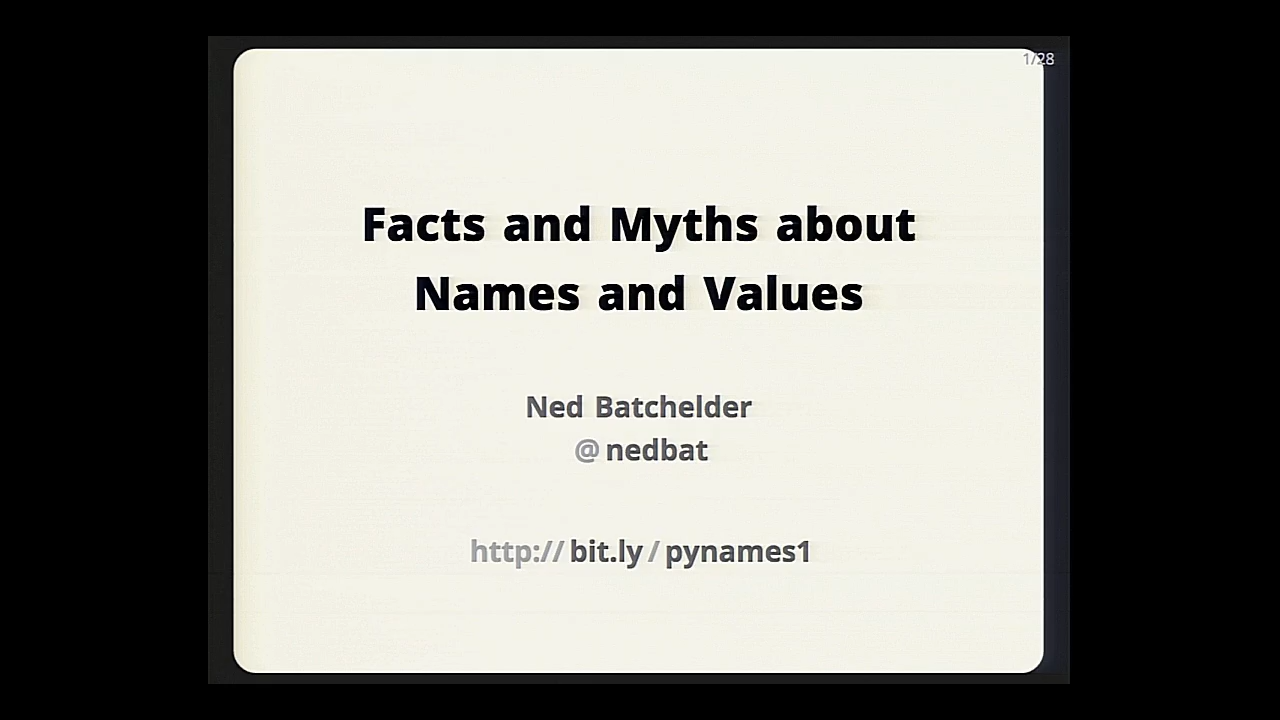 1/28
Facts and Myths about
Names and Values
Ned Batchelder
@nedbat
http://bit.ly/pynames1